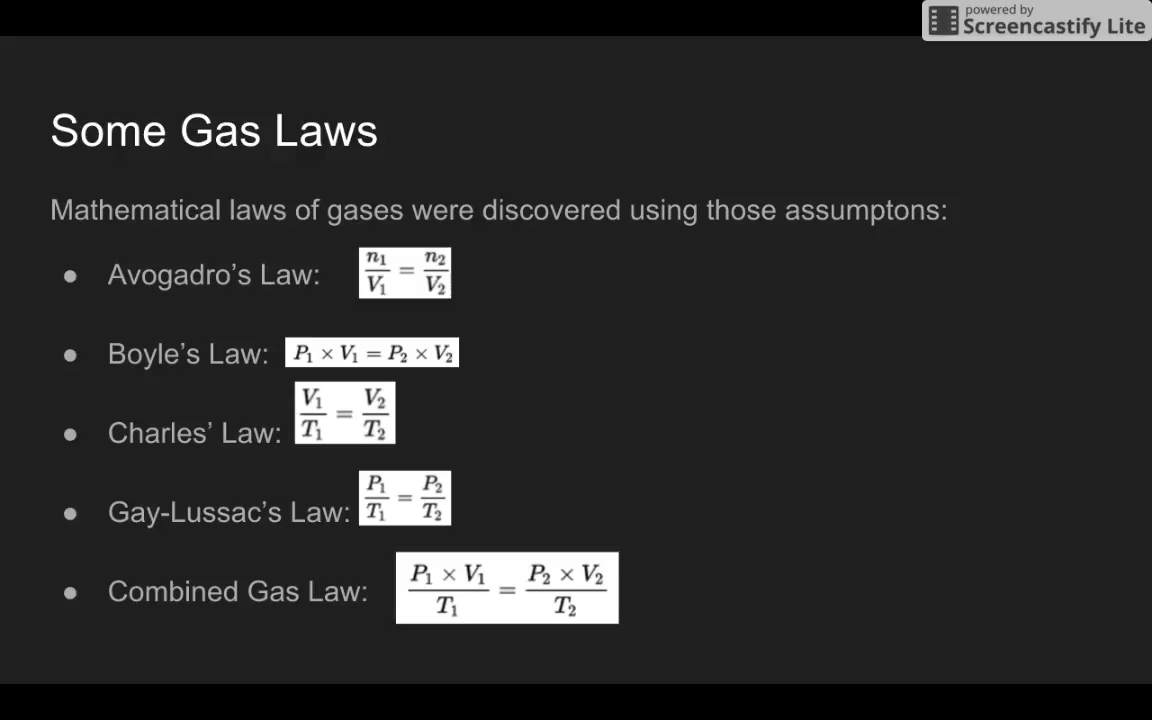 powered by
Screencastify Lite
Some Gas Laws
Mathematical laws of gases were discovered using those assumptons:
● Avogadro’s Law: n₁/V₁ = n₂/V₂
● Boyle’s Law: P₁ × V₁ = P₂ × V₂
● Charles’ Law: V₁/T₁ = V₂/T₂
● Gay-Lussac’s Law: P₁/T₁ = P₂/T₂
● Combined Gas Law: P₁ × V₁/T₁ = P₂ × V₂/T₂